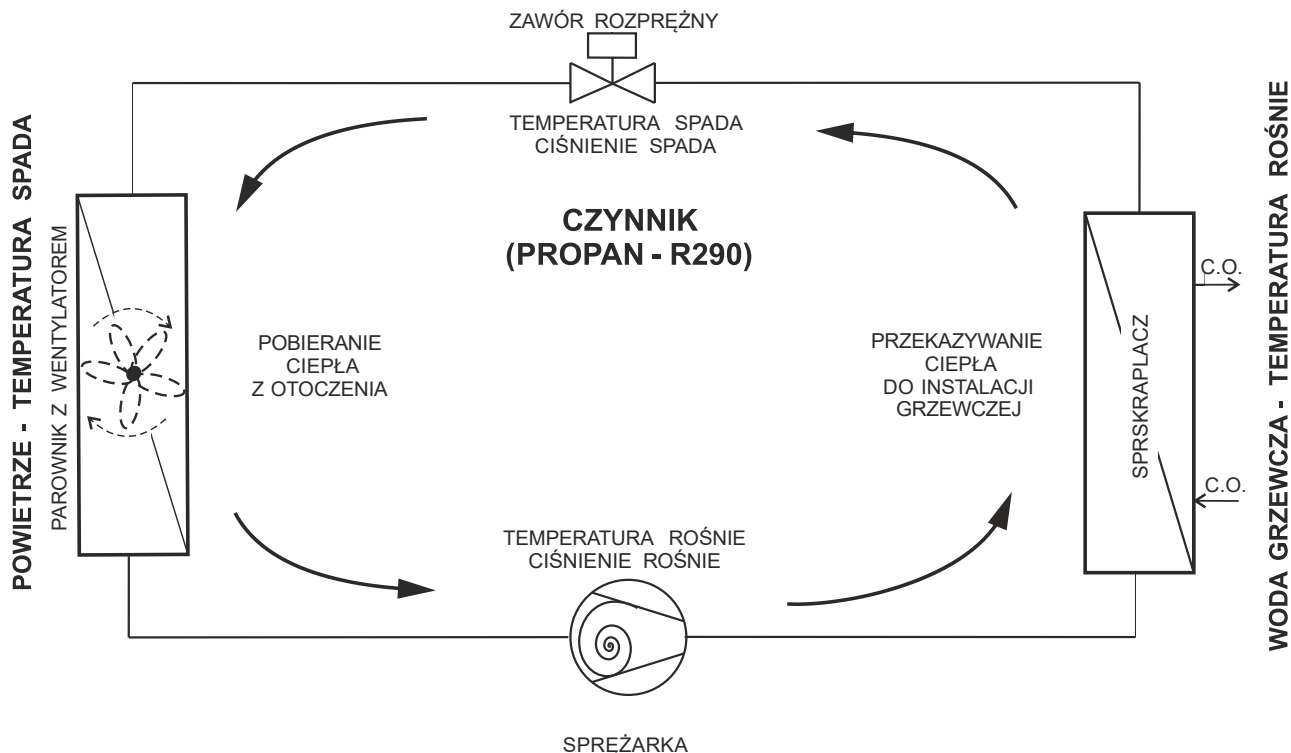 ZAWÓR ROZPRĘŻNY
TEMPERATURA SPADA
CIŚNIENIE SPADA
CZYNNIK
(PROPAN - R290)
POWIETRZE - TEMPERATURA SPADA
PAROWNIK Z WENTYLATOREM
POBIERANIE
CIEPŁA
Z OTOCZENIA
PRZEKAZYWANIE
CIEPŁA
DO INSTALACJI
GRZEWCZEJ
SPRSKRAPLACZ
C.O.
C.O.
WODA GRZEWCZA - TEMPERATURA ROŚNIE
TEMPERATURA ROŚNIE
CIŚNIENIE ROŚNIE
SPRĘŻARKA